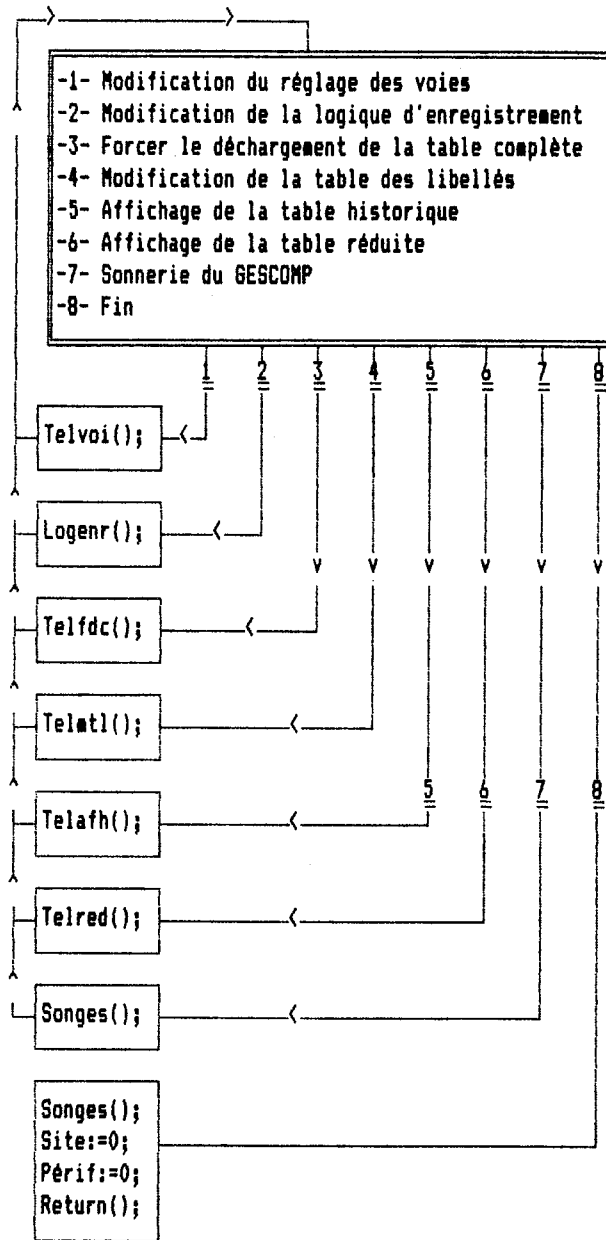 -1- Modification du réglage des voies
-2- Modification de la logique d'enregistrement
-3- Forcer le déchargement de la table complète
-4- Modification de la table des libellés
-5- Affichage de la table historique
-6- Affichage de la table réduite
-7- Sonnerie du GESCOMP
-8- Fin
1 2 3 4 5 6 7 8
Telvoi();
Logenr();
Telfdc();
Telmtl();
5 6 7 8
Telafh();
Telred();
Songes();
Songes();
Site:=0;
Périf:=0;
Return();